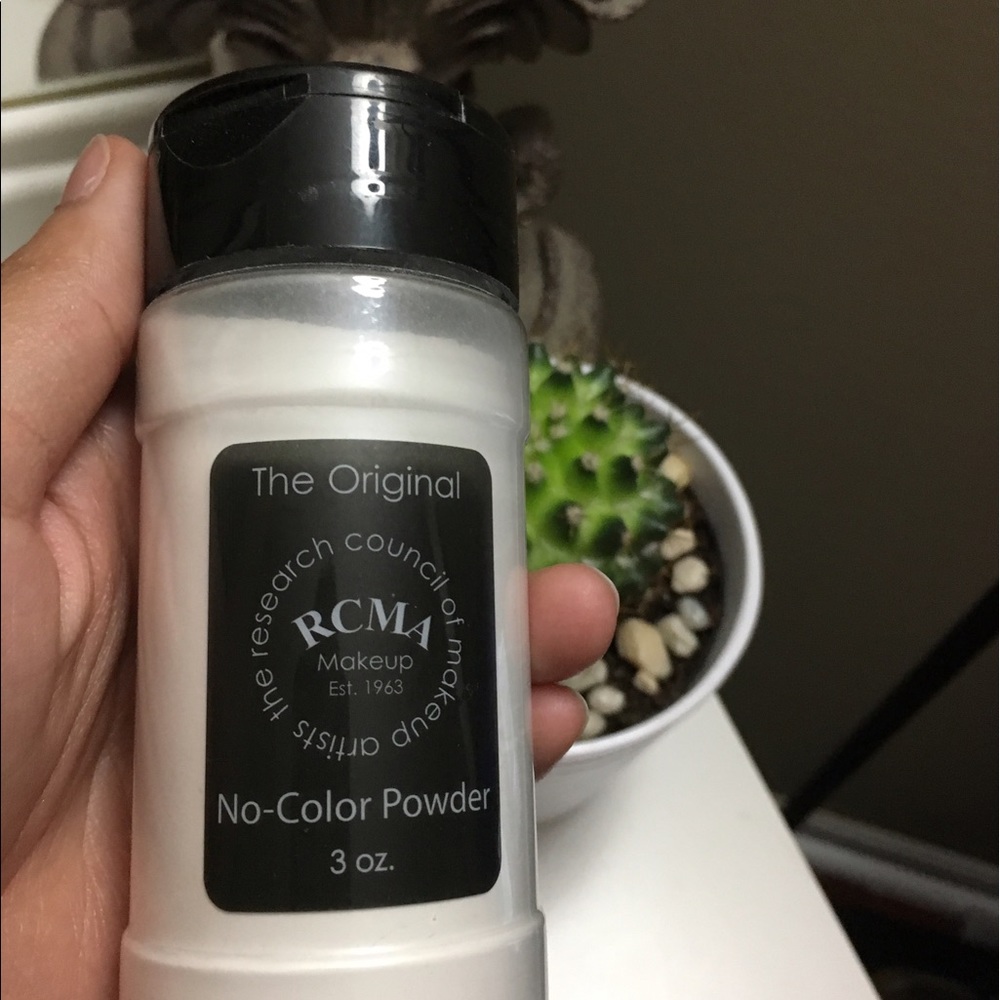 The Original
the research council of makeup artists
RCMA
Makeup
Est. 1963
No-Color Powder
3 oz.